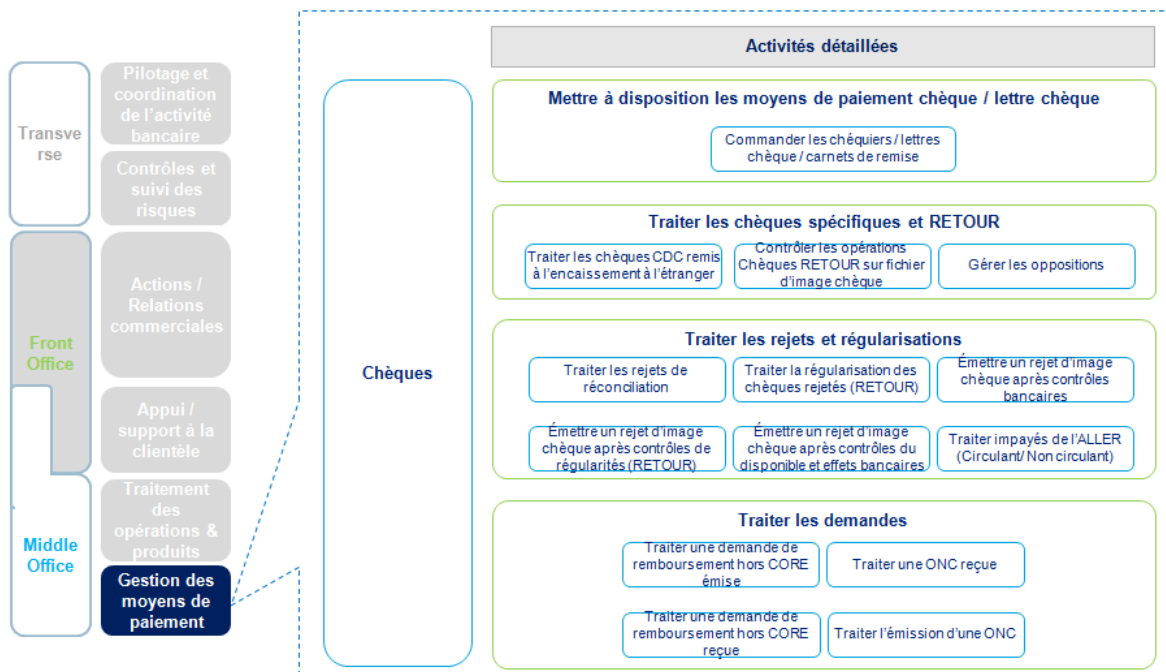 Transve
rse
Front
Office
Middle
Office
Pilotage et
coordination
de l'activité
bancaire
Contrôles et
suivi des
risques
Actions /
Relations
commerciales
Appui /
support à la
clientèle
Traitement
des
opérations &
produits
Gestion des
moyens de
paiement
Chèques
Activités détaillées
Mettre à disposition les moyens de paiement chèque / lettre chèque
Commander les chéquiers / lettres
chèque / carnets de remise
Traiter les chèques spécifiques et RETOUR
Traiter les chèques CDC remis
à l'encaissement à l'étranger
Contrôler les opérations
Chèques RETOUR sur fichier
d'image chèque
Gérer les oppositions
Traiter les rejets et régularisations
Traiter les rejets de
réconciliation
Traiter la régularisation des
chèques rejetés (RETOUR)
Émettre un rejet d'image
chèque après contrôles
bancaires
Émettre un rejet d'image
chèque après contrôles de
régularités (RETOUR)
Émettre un rejet d'image
chèque après contrôles du
disponible et effets bancaires
Traiter impayés de l'ALLER
(Circulant/ Non circulant)
Traiter les demandes
Traiter une demande de
remboursement hors CORE
émise
Traiter une ONC reçue
Traiter une demande de
remboursement hors CORE
reçue
Traiter l'émission d'une ONC